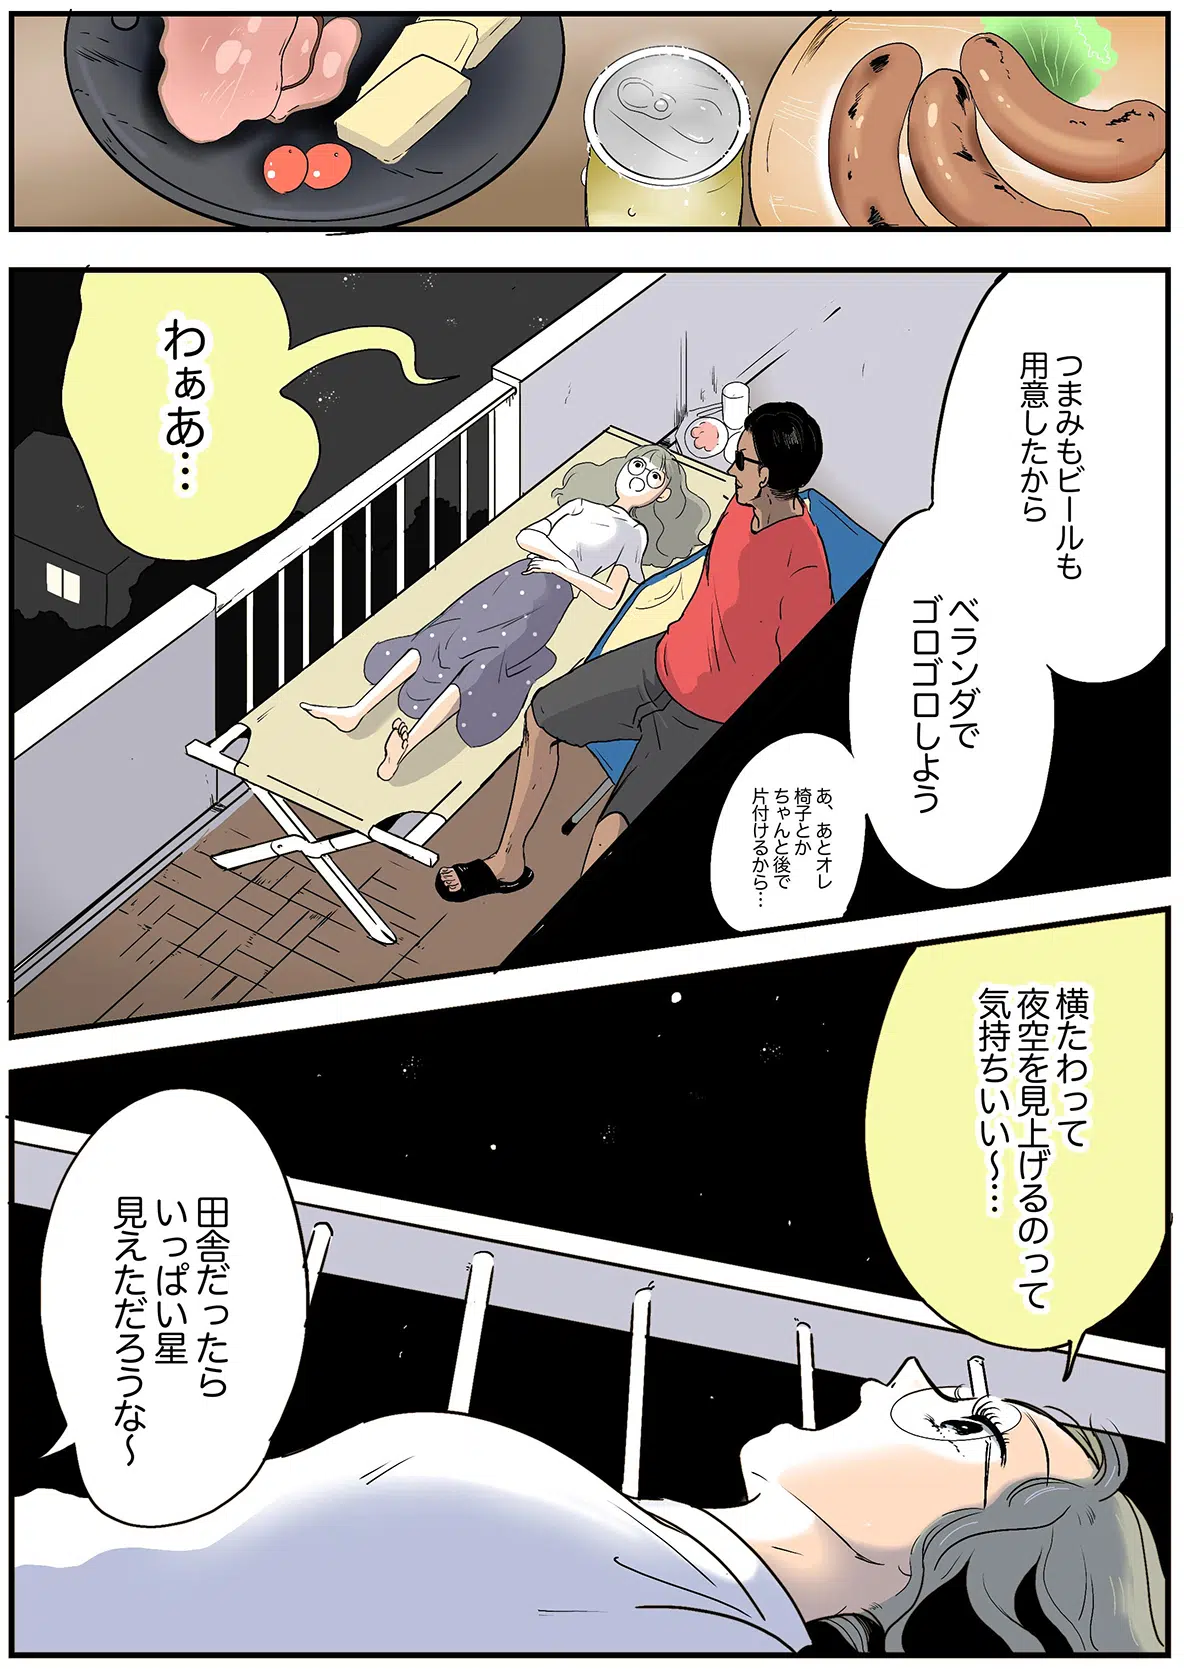 つまみもビールも
用意したから
ベランダで
ゴロゴロしよう
あ、あとオレ
椅子とか
ちゃんと後で
片付けるから…
わぁあ…
横たわって
夜空を見上げるのって
気持ちいい〜…
田舎だったら
いっぱい星
見えただろうな〜